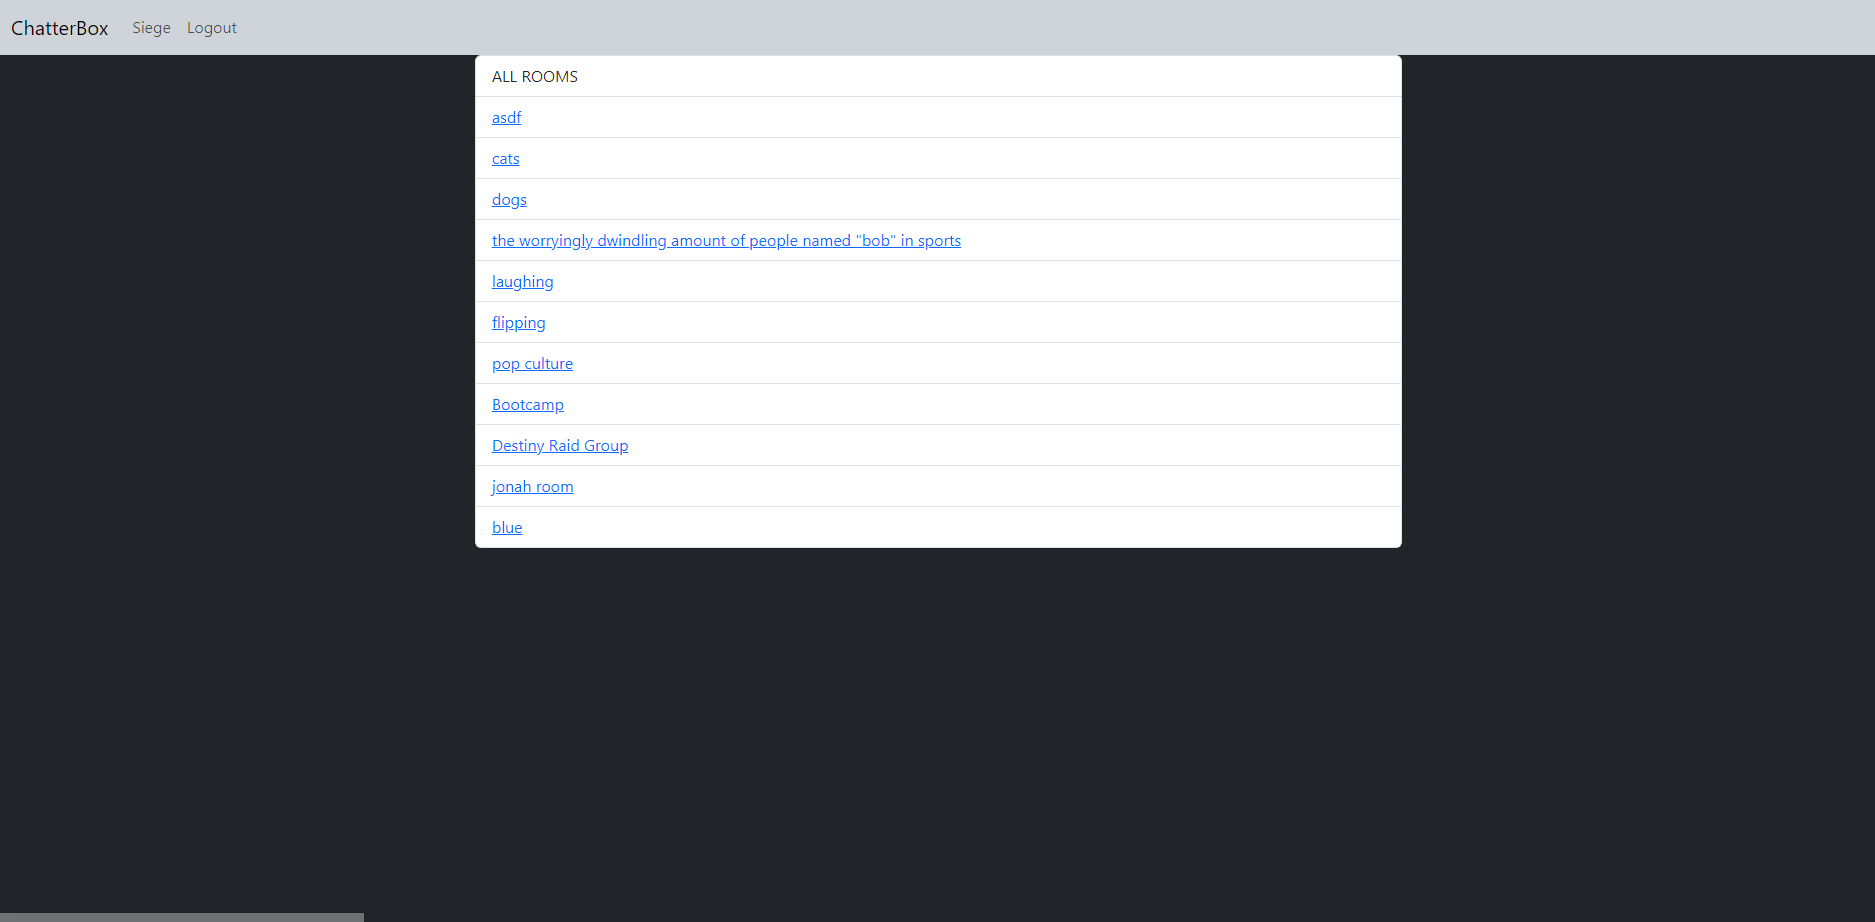 ChatterBox Siege Logout
ALL ROOMS
asdf
cats
dogs
the worryingly dwindling amount of people named "bob" in sports
laughing
flipping
pop culture
Bootcamp
Destiny Raid Group
jonah room
blue